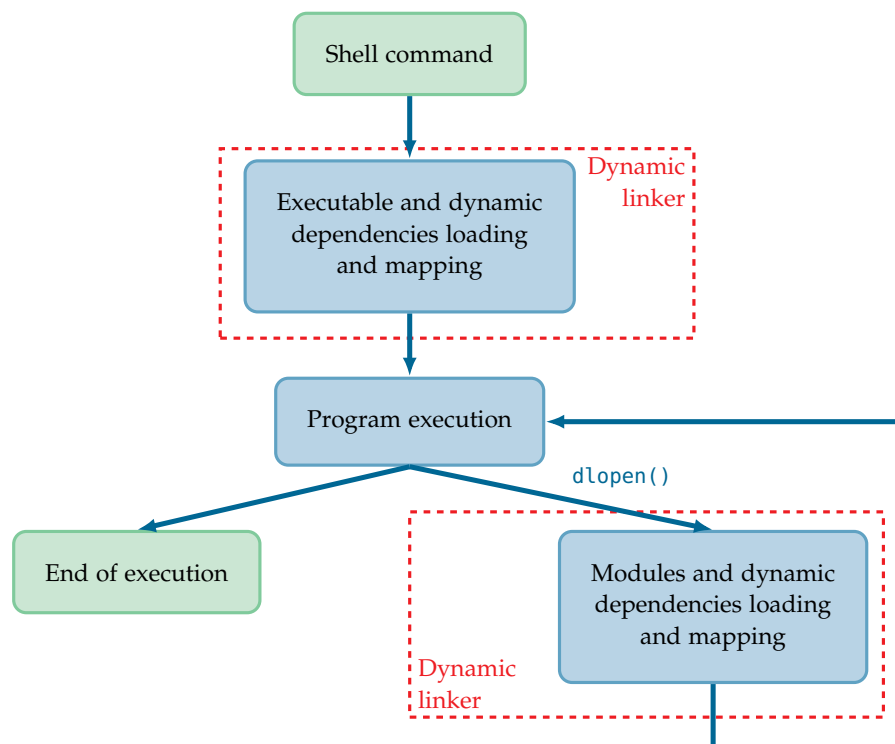 Shell command
Dynamic
linker
Executable and dynamic
dependencies loading
and mapping
Program execution
dlopen()
End of execution
Modules and dynamic
dependencies loading
and mapping
Dynamic
linker